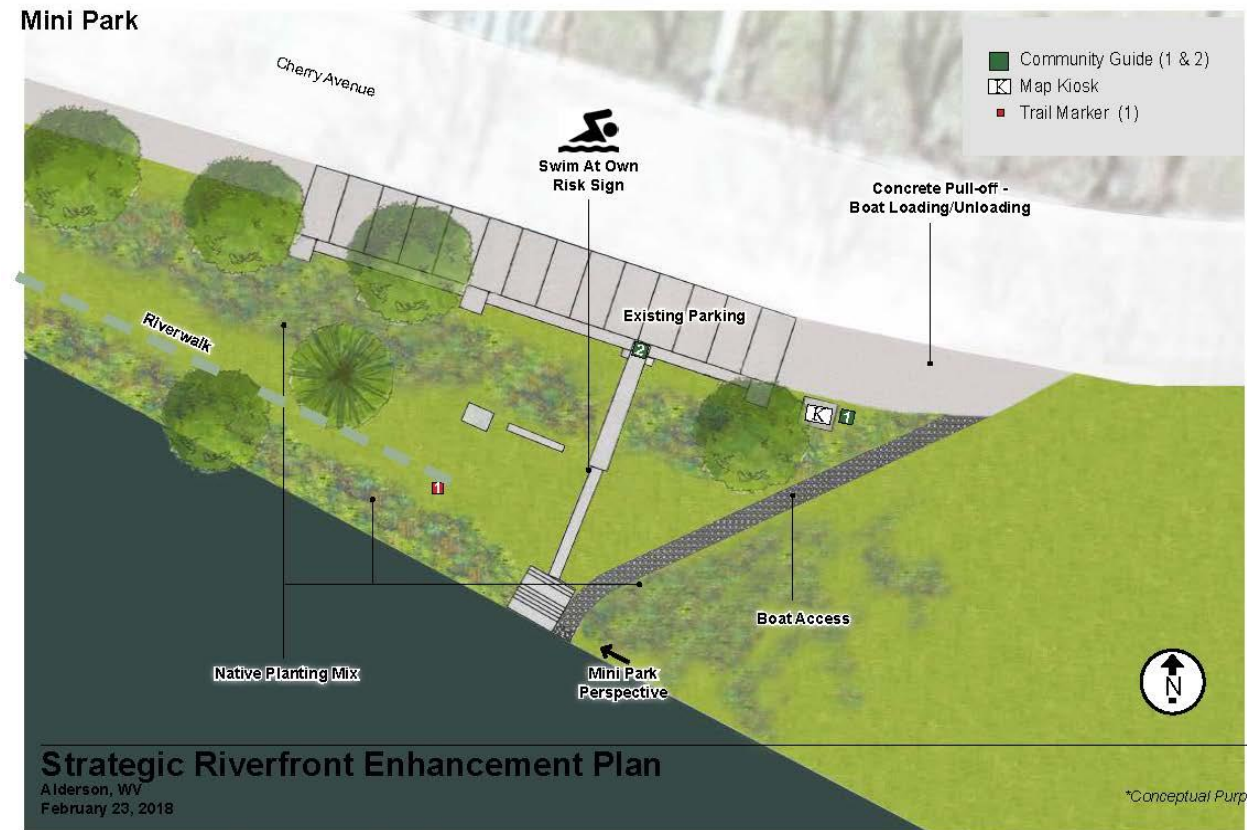 Mini Park
Cherry Avenue
Community Guide (1 & 2)
K Map Kiosk
Trail Marker (1)
Swim At Own
Risk Sign
Concrete Pull-off -
Boat Loading/Unloading
Existing Parking
Riverwalk
2
K
1
1
Boat Access
Native Planting Mix
Mini Park
Perspective
N
Strategic Riverfront Enhancement Plan
Alderson, WV
February 23, 2018
*Conceptual Purp